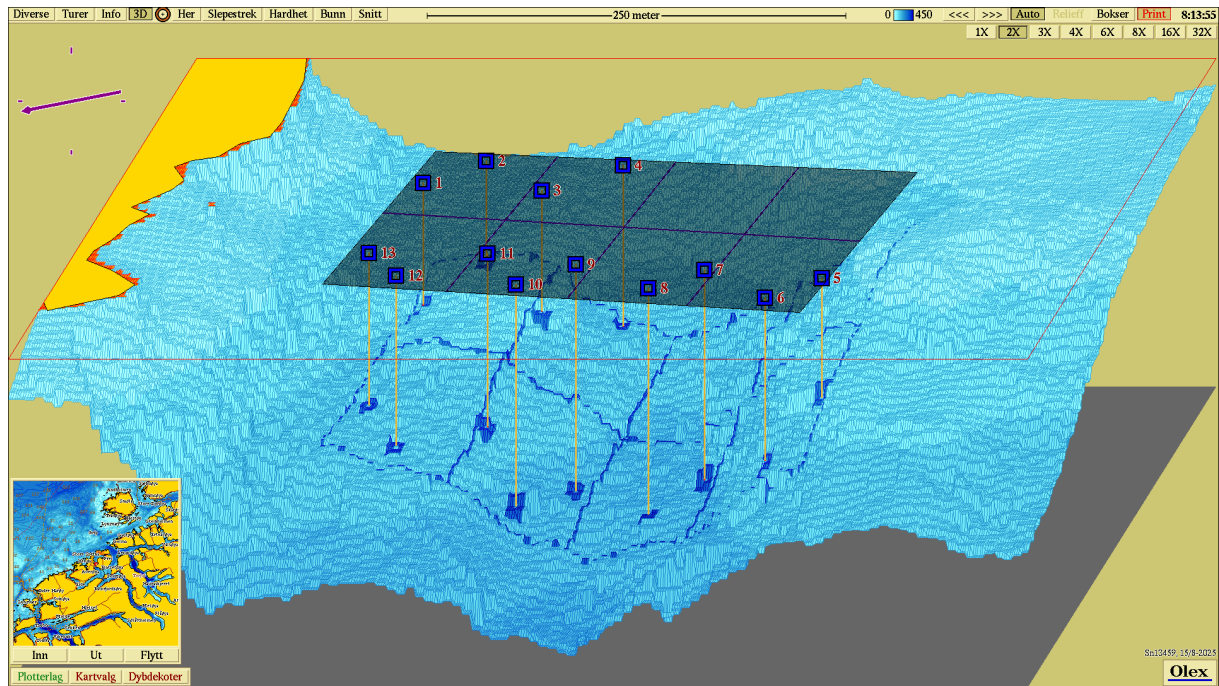 Diverse Turer Info 3D Her Slepestrek Hardhet Bunn Snitt 250 meter 0 450 <<< >>> Auto Relieff Bokser Print 8:13:55
1X 2X 3X 4X 6X 8X 16X 32X
2
4
1
3
13
11
9
7
12
5
10
8
6
Inn Ut Flytt
Sn13459, 15/8-2025
Plotterlag Kartvalg Dybdekoter
Olex